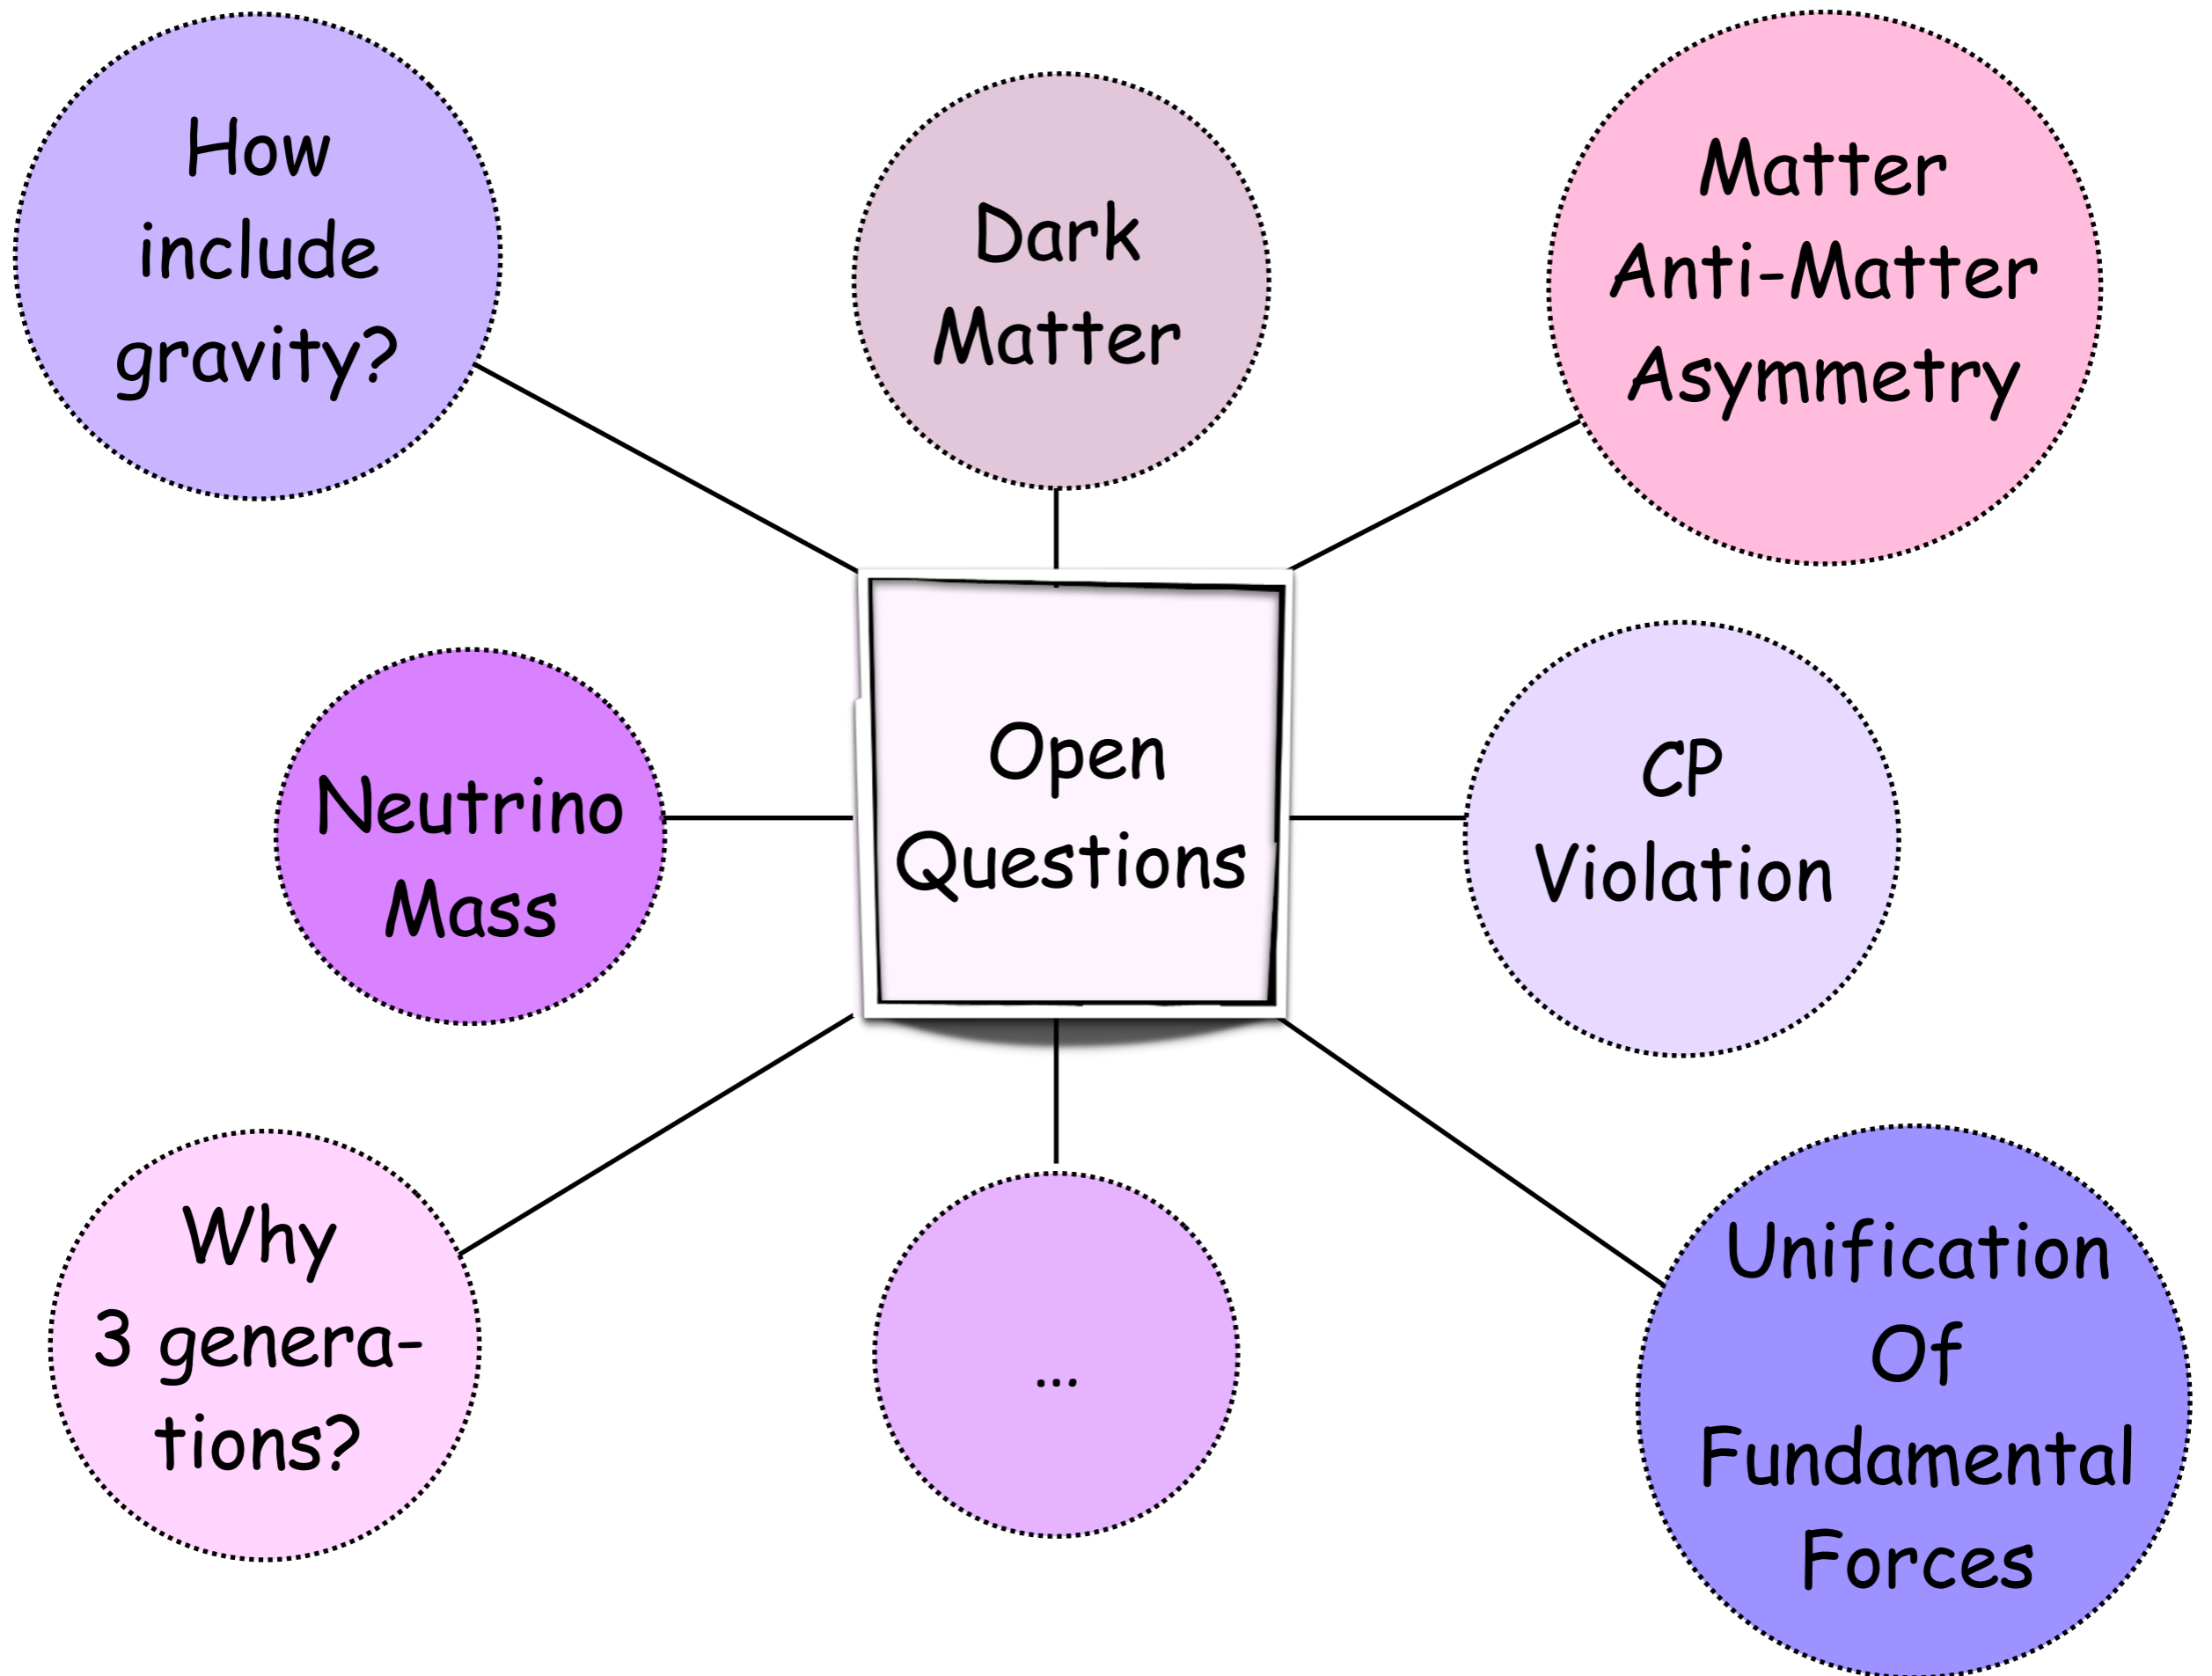 How
include
gravity?
Dark
Matter
Matter
Anti-Matter
Asymmetry
Neutrino
Mass
Open
Questions
CP
Violation
Why
3 genera-
tions?
...
Unification
Of
Fundamental
Forces